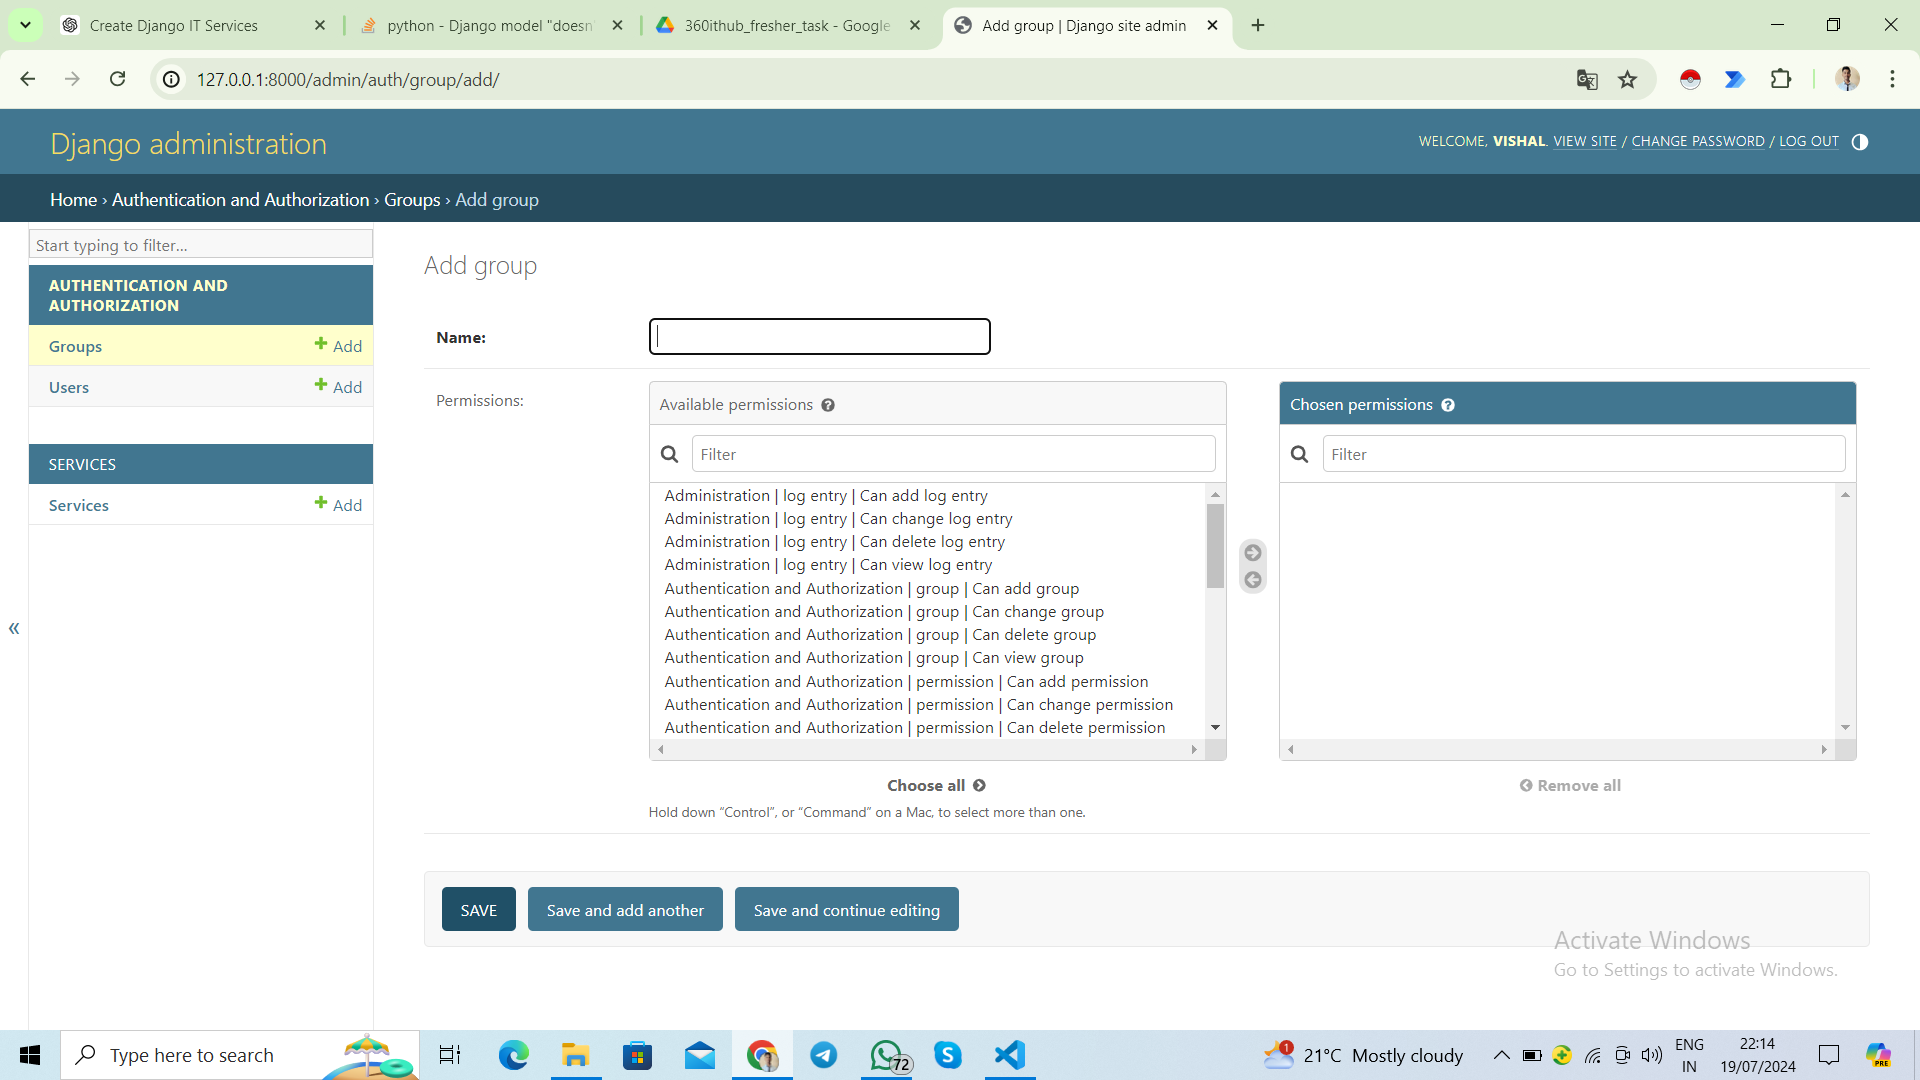 Create Django IT Services
python - Django model "doesn'
360ithub_fresher_task - Google
Add group | Django site admin
127.0.0.1:8000/admin/auth/group/add/
Django administration
WELCOME, VISHAL. VIEW SITE / CHANGE PASSWORD / LOG OUT
Home › Authentication and Authorization › Groups › Add group
Start typing to filter...
AUTHENTICATION AND
AUTHORIZATION
Groups
Add
Users
Add
SERVICES
Services
Add
«
Add group
Name:
Permissions:
Available permissions ?
Filter
Administration | log entry | Can add log entry
Administration | log entry | Can change log entry
Administration | log entry | Can delete log entry
Administration | log entry | Can view log entry
Authentication and Authorization | group | Can add group
Authentication and Authorization | group | Can change group
Authentication and Authorization | group | Can delete group
Authentication and Authorization | group | Can view group
Authentication and Authorization | permission | Can add permission
Authentication and Authorization | permission | Can change permission
Authentication and Authorization | permission | Can delete permission
Choose all
Hold down “Control”, or “Command” on a Mac, to select more than one.
Chosen permissions ?
Filter
Remove all
SAVE
Save and add another
Save and continue editing
Activate Windows
Go to Settings to activate Windows.
Type here to search
72
1
21°C Mostly cloudy
ENG
IN
22:14
19/07/2024
PRE